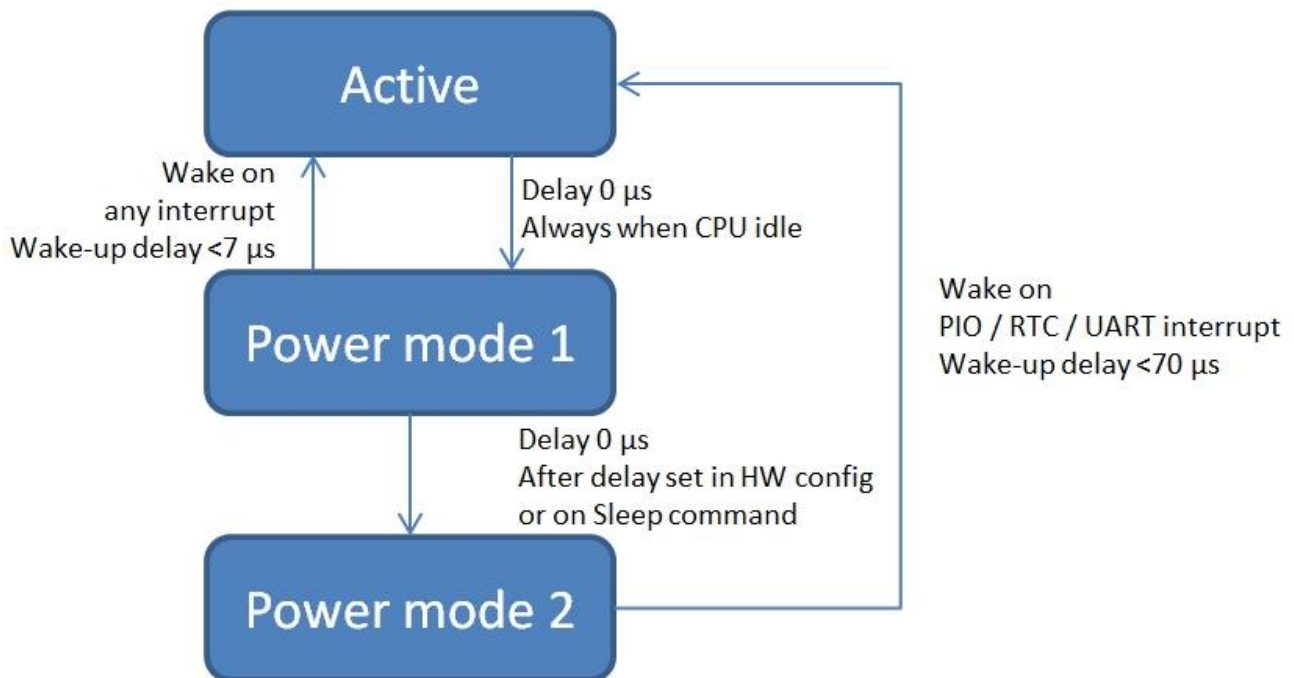 Active
Wake on
any interrupt
Wake-up delay <7 µs
Delay 0 µs
Always when CPU idle
Power mode 1
Wake on
PIO / RTC / UART interrupt
Wake-up delay <70 µs
Delay 0 µs
After delay set in HW config
or on Sleep command
Power mode 2